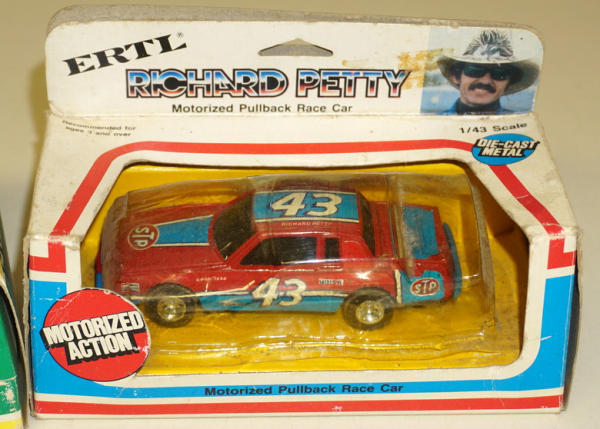 ERTL®
RICHARD PETTY
Motorized Pullback Race Car
Recommended for
ages 3 and over
1/43 Scale
DIE-CAST
METAL
43
RICHARD PETTY
STP
GOODYEAR
43
STP
MOTORIZED
ACTION
Motorized Pullback Race Car